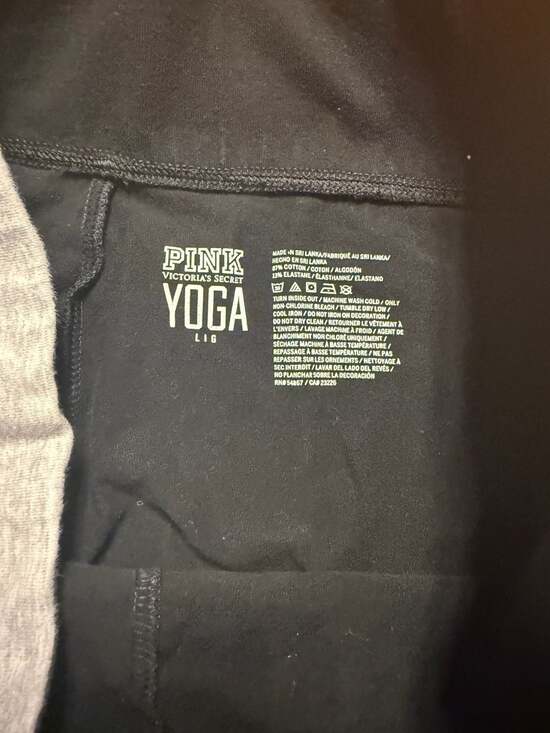 PINK
VICTORIA'S SECRET
YOGA
L|G
MADE IN SRI LANKA/FABRIQUÉ AU SRI LANKA/
HECHO EN SRI LANKA
87% COTTON / COTON / ALGODÓN
13% ELASTANE / ÉLASTHANNE/ ELASTANO
TURN INSIDE OUT / MACHINE WASH COLD / ONLY
NON-CHLORINE BLEACH / TUMBLE DRY LOW /
COOL IRON / DO NOT IRON ON DECORATION /
DO NOT DRY CLEAN / RETOURNER LE VÊTEMENT À
L'ENVERS / LAVAGE MACHINE À FROID / AGENT DE
BLANCHIMENT NON CHLORÉ UNIQUEMENT /
SÉCHAGE MACHINE À BASSE TEMPÉRATURE /
REPASSAGE À BASSE TEMPÉRATURE / NE PAS
REPASSER SUR LES ORNEMENTS / NETTOYAGE À
SEC INTERDIT / LAVAR DEL LADO DEL REVÉS /
NO PLANCHAR SOBRE LA DECORACIÓN
RN# 54867 / CA# 23226